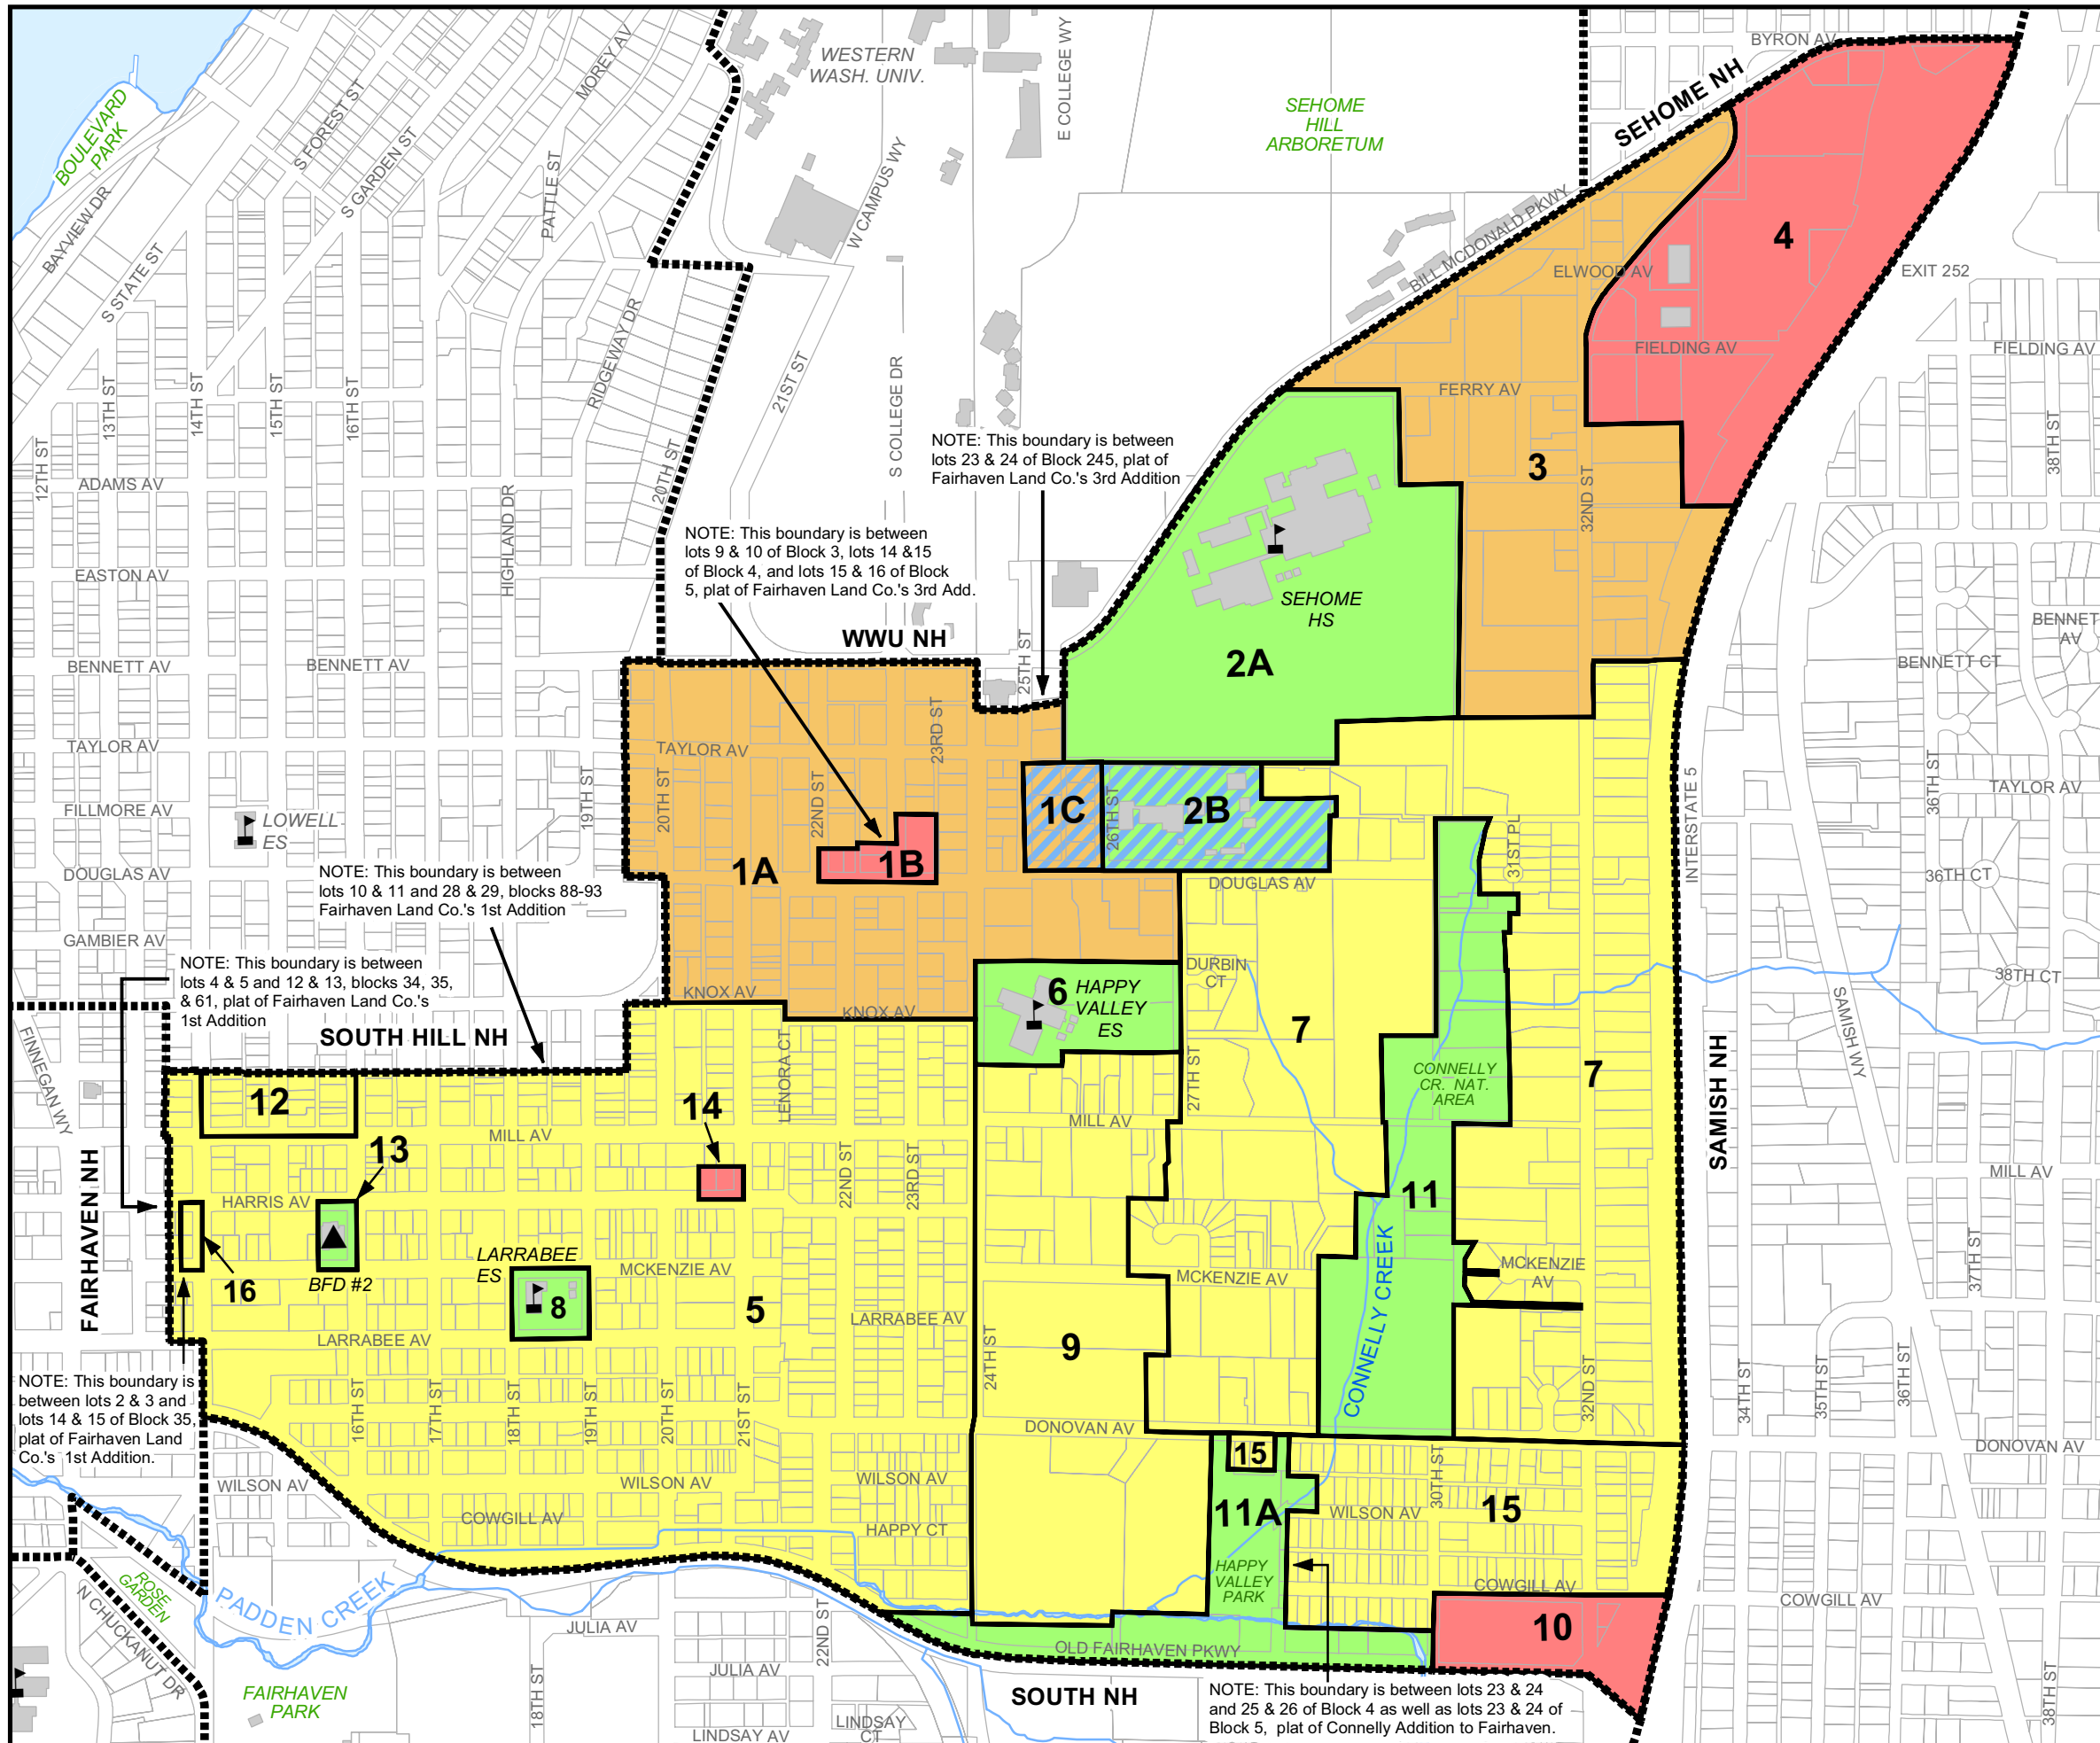 BOULEVARD
PARK
BAYVIEW DR
S STATE ST
S FOREST ST
S GARDEN ST
MOREY AV
PATTLE ST
WESTERN
WASH. UNIV.
E COLLEGE WY
W CAMPUS WY
SEHOME
HILL
ARBORETUM
BYRON AV
SEHOME NH
BILL MCDONALD PKWY
4
ELWOOD AV
EXIT 252
FIELDING AV
FIELDING AV
FERRY AV
RIDGEWAY DR
21ST ST
S COLLEGE DR
12TH ST
13TH ST
14TH ST
15TH ST
16TH ST
20TH ST
HIGHLAND DR
38TH ST
3
32ND ST
ADAMS AV
NOTE: This boundary is between
lots 23 & 24 of Block 245, plat of
Fairhaven Land Co.'s 3rd Addition
NOTE: This boundary is between
lots 9 & 10 of Block 3, lots 14 &15
of Block 4, and lots 15 & 16 of Block
5, plat of Fairhaven Land Co.'s 3rd Add.
EASTON AV
SEHOME
HS
2A
WWU NH
25TH ST
BENNETT AV
BENNETT AV
BENNETT CT
BENNET
AV
TAYLOR AV
TAYLOR AV
TAYLOR AV
23RD ST
19TH ST
20TH ST
22ND ST
26TH ST
36TH ST
INTERSTATE 5
31ST PL
FILLMORE AV
LOWELL
ES
1C
2B
1A
1B
DOUGLAS AV
DOUGLAS AV
36TH CT
NOTE: This boundary is between
lots 10 & 11 and 28 & 29, blocks 88-93
Fairhaven Land Co.'s 1st Addition
GAMBIER AV
NOTE: This boundary is between
lots 4 & 5 and 12 & 13, blocks 34, 35,
& 61, plat of Fairhaven Land Co.'s
1st Addition
DURBIN
CT
38TH CT
KNOX AV
KNOX AV
6
HAPPY
VALLEY
ES
7
7
SAMISH WY
SOUTH HILL NH
FINNEGAN WY
LENORA CT
27TH ST
CONNELLY
CR. NAT.
AREA
SAMISH NH
12
14
MILL AV
MILL AV
MILL AV
13
22ND ST
23RD ST
FAIRHAVEN NH
HARRIS AV
11
37TH ST
LARRABEE
ES
MCKENZIE AV
MCKENZIE AV
MCKENZIE
AV
16
BFD #2
8
5
LARRABEE AV
LARRABEE AV
9
24TH ST
CONNELLY CREEK
32ND ST
34TH ST
35TH ST
36TH ST
NOTE: This boundary is
between lots 2 & 3 and
lots 14 & 15 of Block 35,
plat of Fairhaven Land
Co.'s 1st Addition.
16TH ST
17TH ST
18TH ST
19TH ST
20TH ST
21ST ST
DONOVAN AV
DONOVAN AV
15
30TH ST
WILSON AV
WILSON AV
WILSON AV
WILSON AV
11A
15
COWGILL AV
HAPPY CT
HAPPY
VALLEY
PARK
COWGILL AV
COWGILL AV
ROSE
GARDEN
PADDEN CREEK
N CHUCKANUT DR
JULIA AV
22ND ST
OLD FAIRHAVEN PKWY
10
JULIA AV
18TH ST
FAIRHAVEN
PARK
SOUTH NH
NOTE: This boundary is between lots 23 & 24
and 25 & 26 of Block 4 as well as lots 23 & 24 of
Block 5, plat of Connelly Addition to Fairhaven.
38TH ST
LINDSAY AV
LINDSAY
CT